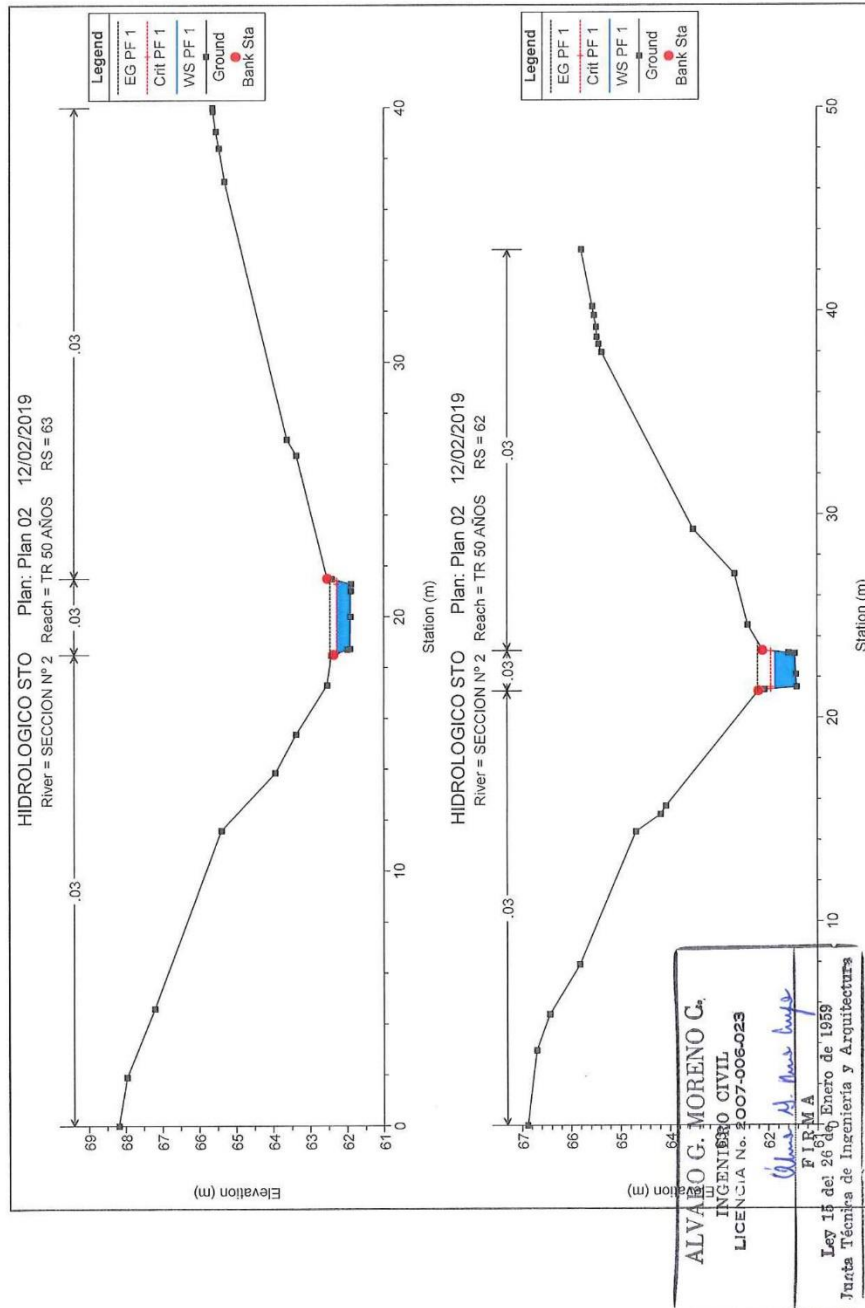 HIDROLOGICO STO Plan: Plan 02 12/02/2019
River = SECCION Nº 2 Reach = TR 50 AÑOS RS = 63
.03
.03
.03
Legend
EG PF 1
Crit PF 1
WS PF 1
Ground
Bank Sta
69
68
67
66
65
64
63
62
61
Elevation (m)
0
10
20
30
40
Station (m)
HIDROLOGICO STO Plan: Plan 02 12/02/2019
River = SECCION Nº 2 Reach = TR 50 AÑOS RS = 62
.03
.03
.03
Legend
EG PF 1
Crit PF 1
WS PF 1
Ground
Bank Sta
67
66
65
64
63
62
61
Elevation (m)
0
10
20
30
40
50
Station (m)
ALVARO G. MORENO C.
INGENIERO CIVIL
LICENCIA No. 2007-006-023
FIRMA
Ley 15 del 26 de Enero de 1959
Junta Técnica de Ingeniería y Arquitectura